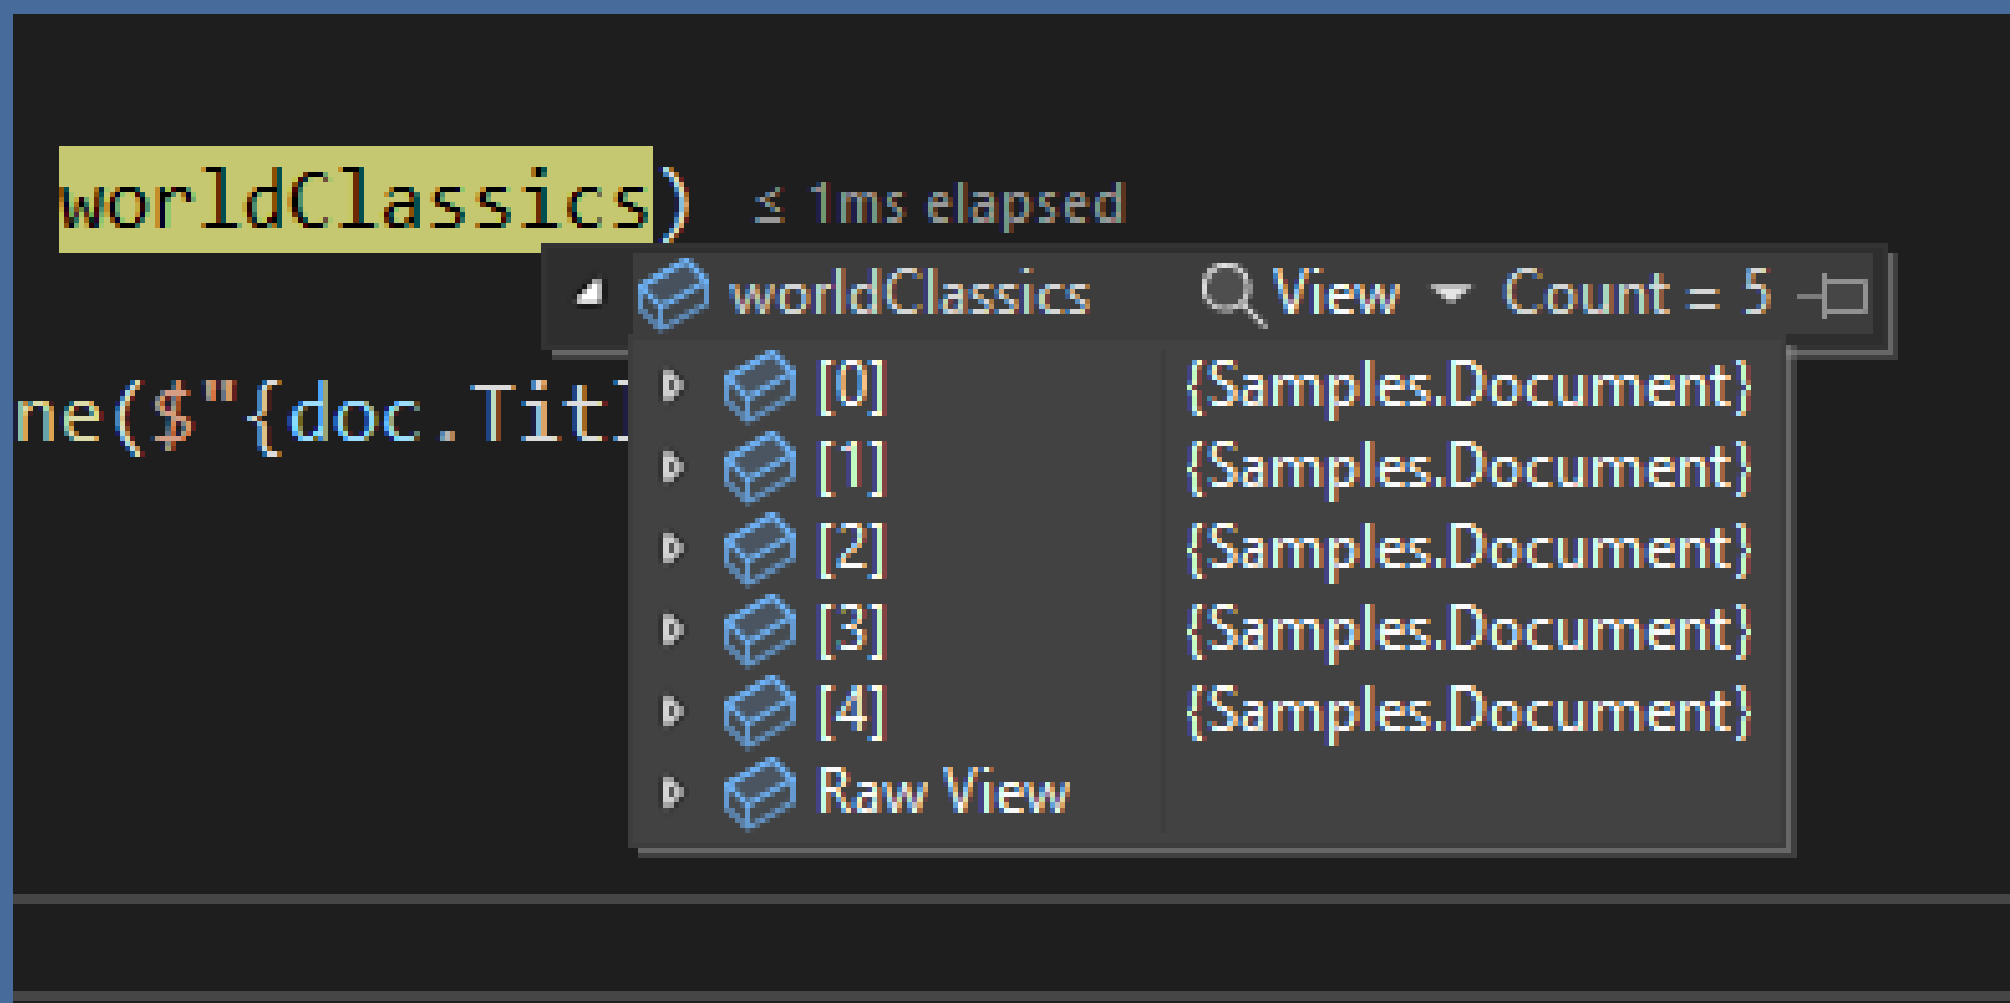 worldClassics) ≤ 1ms elapsed
worldClassics View Count = 5
ne($"{doc.Titl
[0] {Samples.Document}
[1] {Samples.Document}
[2] {Samples.Document}
[3] {Samples.Document}
[4] {Samples.Document}
Raw View